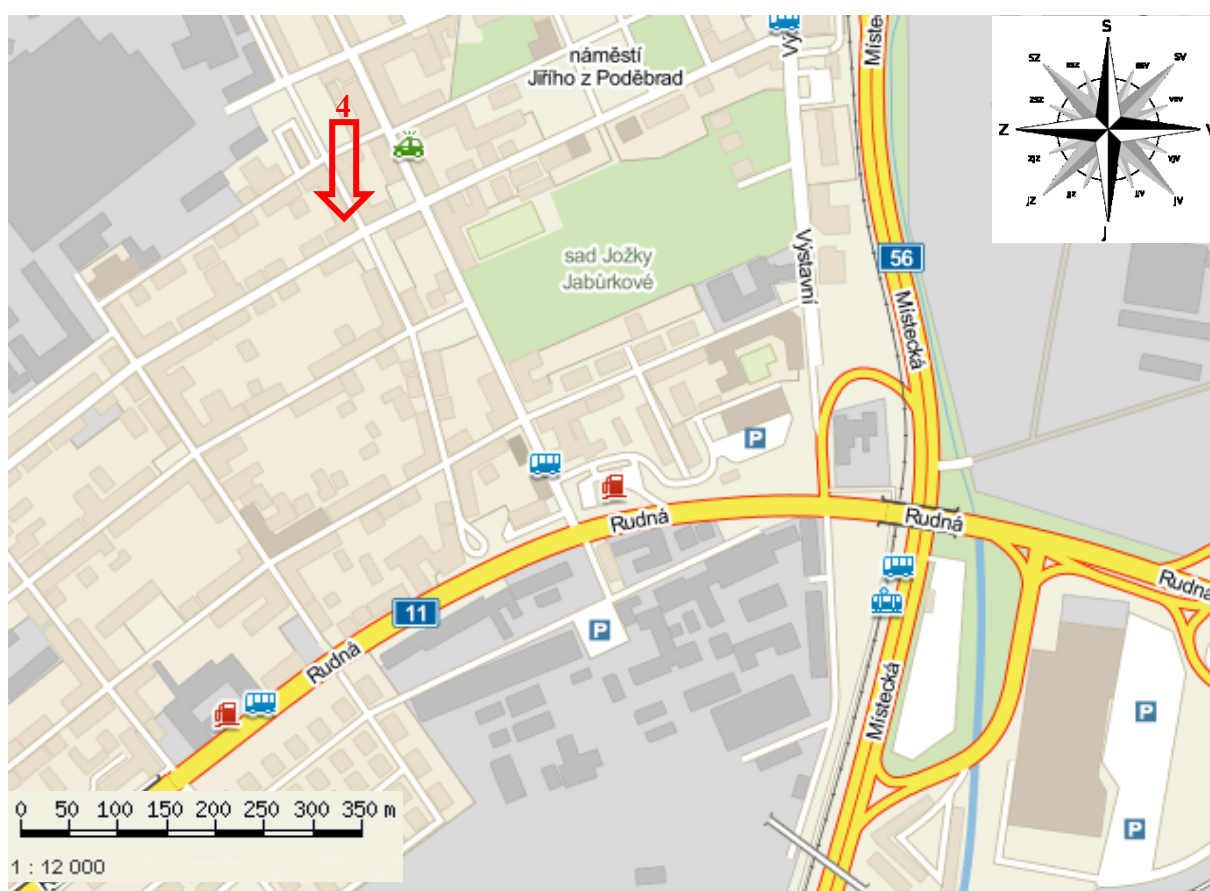 náměstí
Jiřího z Poděbrad
Místecká
S
SZ
SV
Z
JZ
JV
J
4
sad Jožky
Jabůrkové
Výstavní
56
Místecká
P
Rudná
Rudná
Rudná
11
P
Rudná
Místecká
P
P
0 50 100 150 200 250 300 350 m
1 : 12 000